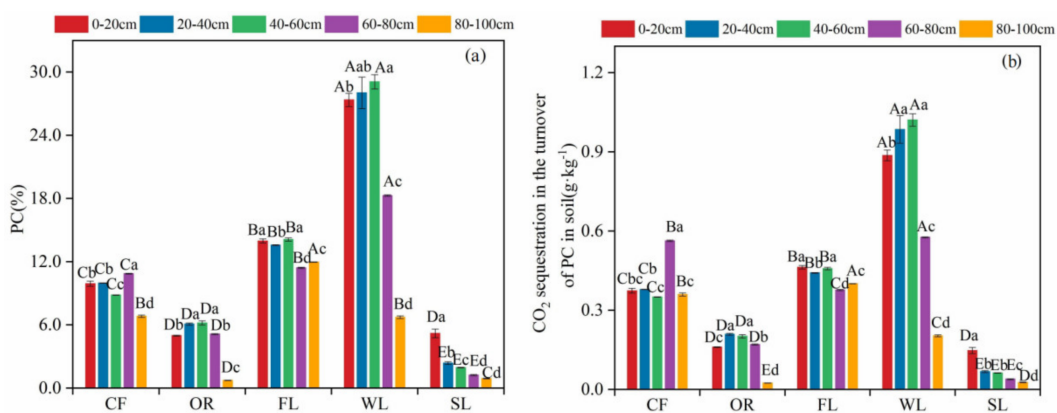 0-20cm 20-40cm 40-60cm 60-80cm 80-100cm
(a)
PC(%)
30.0
24.0
18.0
12.0
6.0
0.0
Cb Cb Cc Ca Bd
Db Da Da Db Dc
Ba Bb Ba Bd Ac
Ab Aab Aa Ac Bd
Da Eb Ec Ed Cd
CF OR FL WL SL
0-20cm 20-40cm 40-60cm 60-80cm 80-100cm
(b)
CO₂ sequestration in the turnover
of PC in soil(g·kg⁻¹)
1.2
0.9
0.6
0.3
0.0
Cbc Cb Cc Ba Bc
Dc Da Da Db Ed
Ba Bb Ba Cd Ac
Ab Aa Aa Ac Cd
Da Eb Eb Ec Dd
CF OR FL WL SL